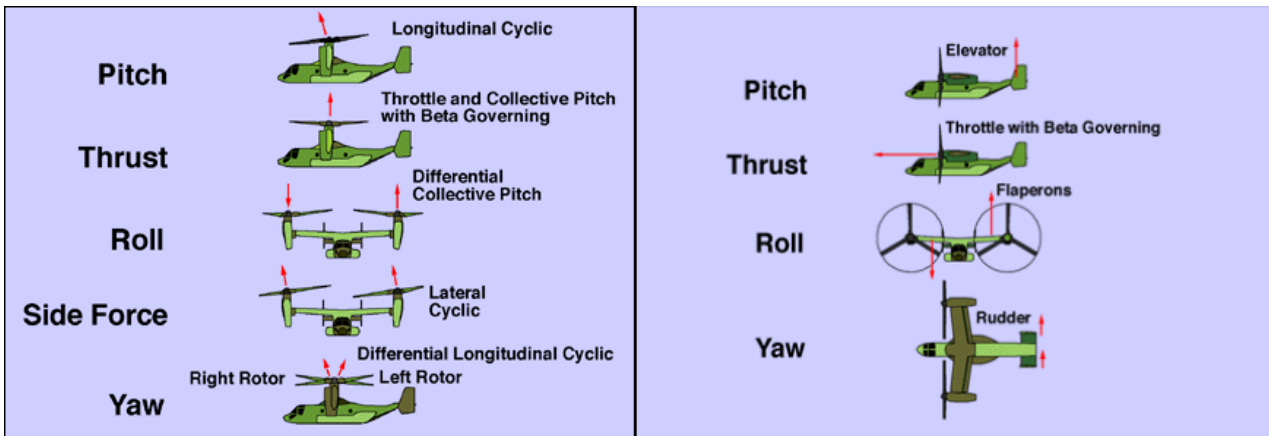 Longitudinal Cyclic
Pitch
Throttle and Collective Pitch
with Beta Governing
Thrust
Differential
Collective Pitch
Roll
Side Force
Lateral
Cyclic
Differential Longitudinal Cyclic
Right Rotor
Left Rotor
Yaw
Elevator
Pitch
Throttle with Beta Governing
Thrust
Flaperons
Roll
Rudder
Yaw